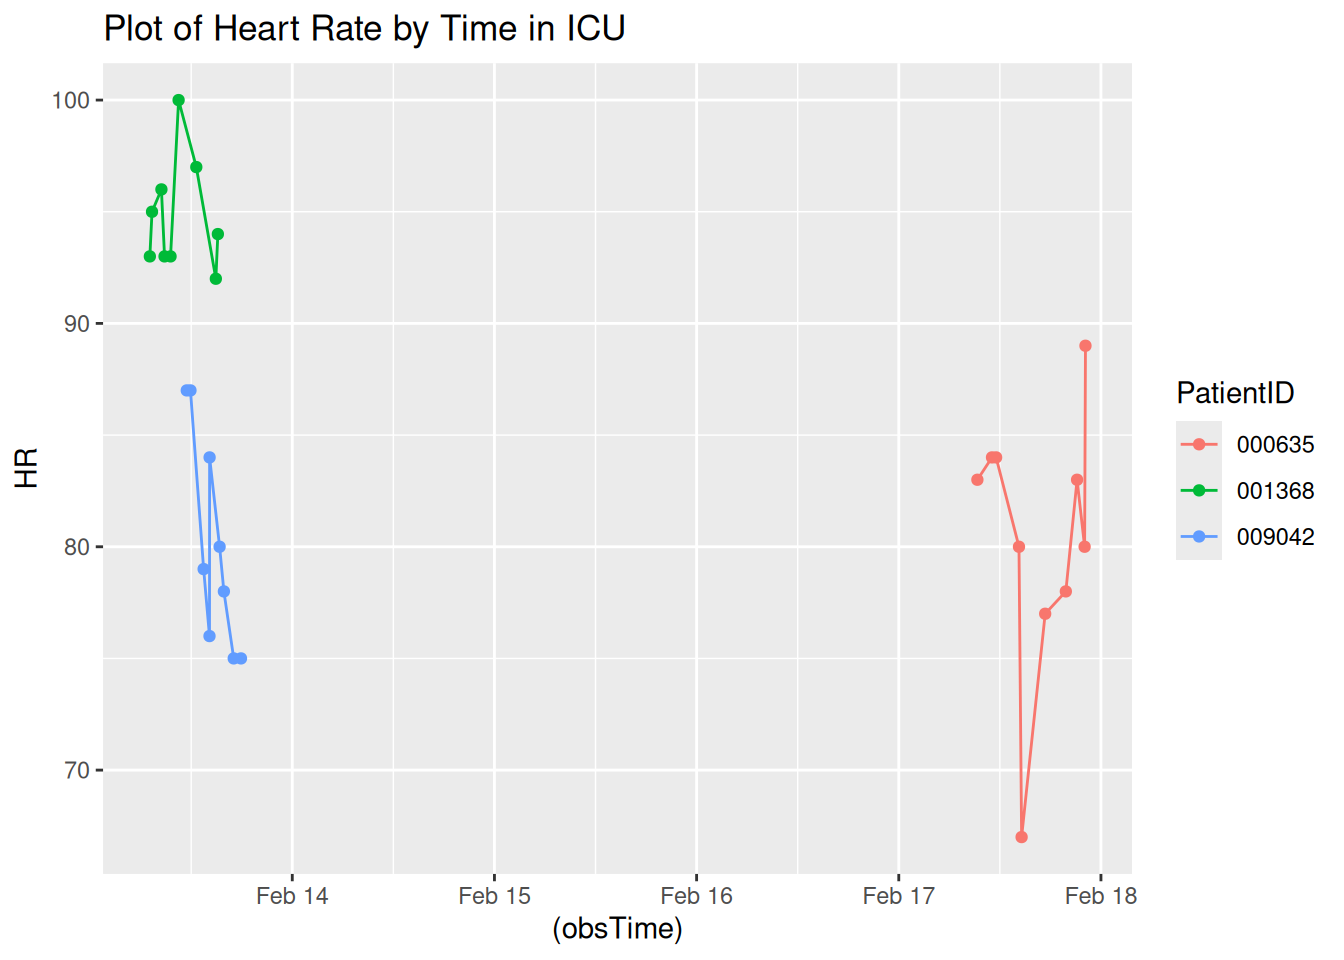 Plot of Heart Rate by Time in ICU
100
90
80
70
HR
Feb 14
Feb 15
Feb 16
Feb 17
Feb 18
(obsTime)
PatientID
000635
001368
009042